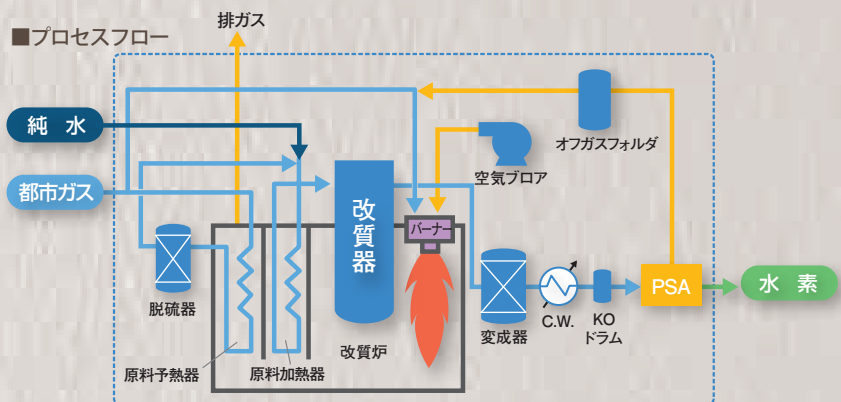 ■プロセスフロー
排ガス
純 水
都市ガス
脱硫器
原料予熱器
原料加熱器
改質器
改質炉
バーナー
空気ブロア
オフガスフォルダ
変成器
C.W.
KO
ドラム
PSA
水 素